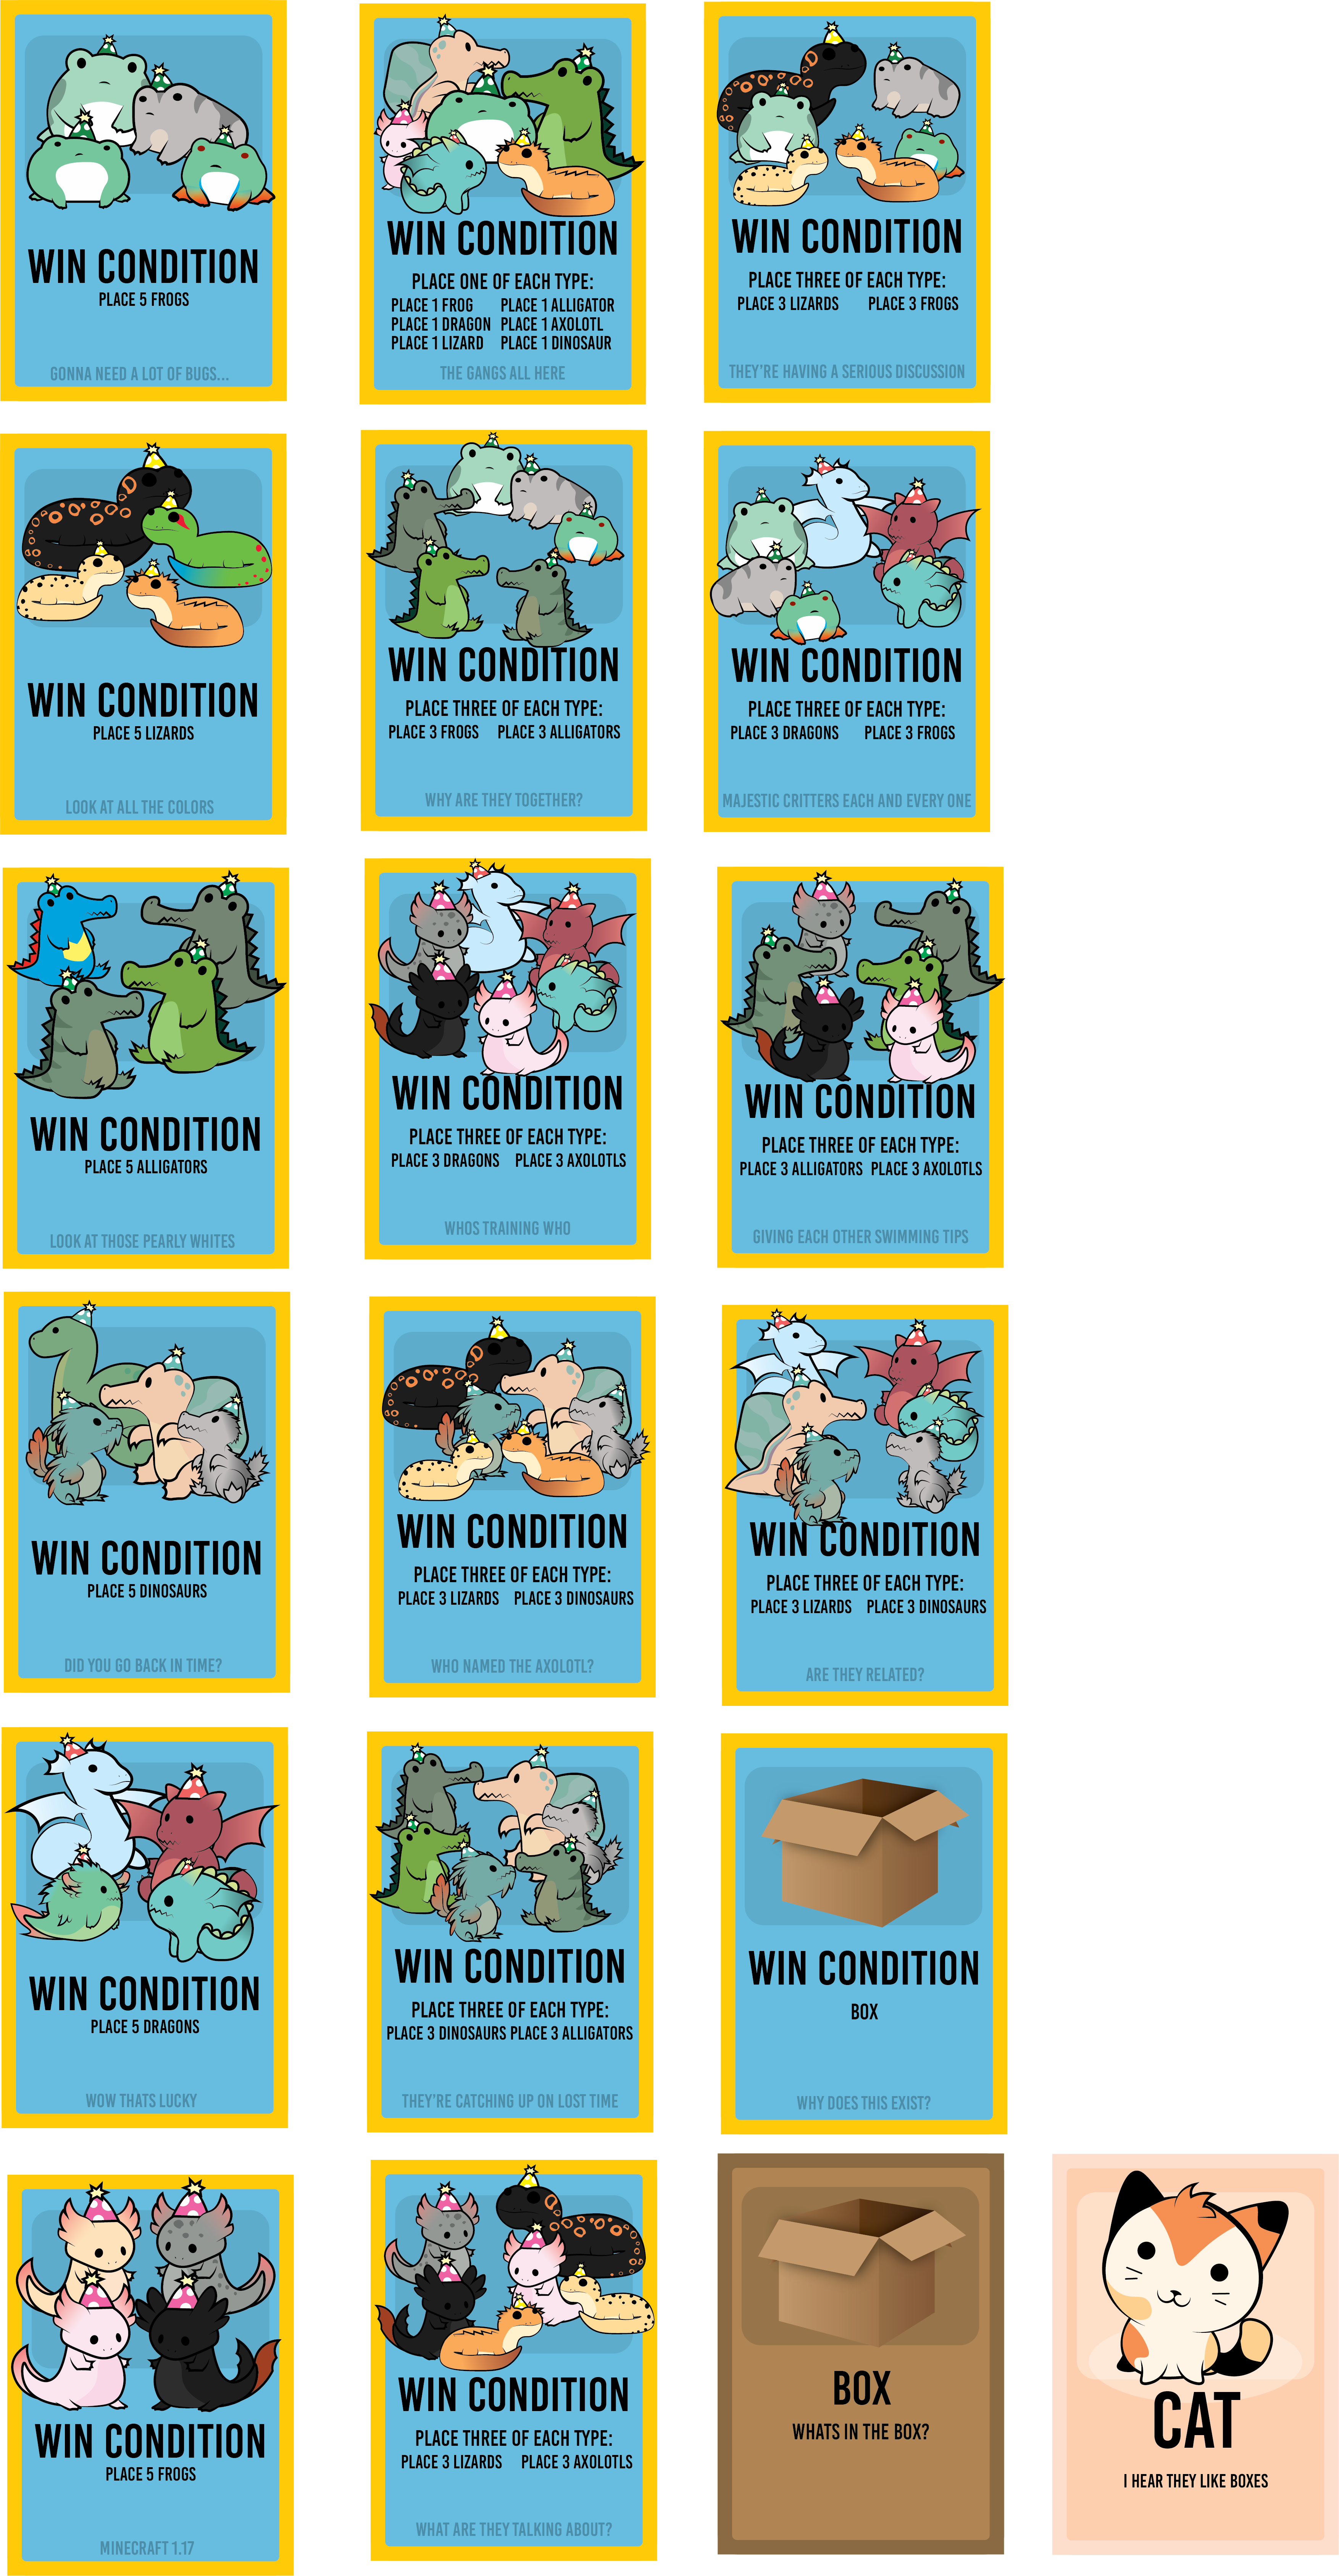 WIN CONDITION
PLACE 5 FROGS
GONNA NEED A LOT OF BUGS...
WIN CONDITION
PLACE ONE OF EACH TYPE:
PLACE 1 FROG PLACE 1 ALLIGATOR
PLACE 1 DRAGON PLACE 1 AXOLOTL
PLACE 1 LIZARD PLACE 1 DINOSAUR
THE GANGS ALL HERE
WIN CONDITION
PLACE THREE OF EACH TYPE:
PLACE 3 LIZARDS PLACE 3 FROGS
THEY'RE HAVING A SERIOUS DISCUSSION
WIN CONDITION
PLACE 5 LIZARDS
LOOK AT ALL THE COLORS
WIN CONDITION
PLACE THREE OF EACH TYPE:
PLACE 3 FROGS PLACE 3 ALLIGATORS
WHY ARE THEY TOGETHER?
WIN CONDITION
PLACE THREE OF EACH TYPE:
PLACE 3 DRAGONS PLACE 3 FROGS
MAJESTIC CRITTERS EACH AND EVERY ONE
WIN CONDITION
PLACE 5 ALLIGATORS
LOOK AT THOSE PEARLY WHITES
WIN CONDITION
PLACE THREE OF EACH TYPE:
PLACE 3 DRAGONS PLACE 3 AXOLOTLS
WHOS TRAINING WHO
WIN CONDITION
PLACE THREE OF EACH TYPE:
PLACE 3 ALLIGATORS PLACE 3 AXOLOTLS
GIVING EACH OTHER SWIMMING TIPS
WIN CONDITION
PLACE 5 DINOSAURS
DID YOU GO BACK IN TIME?
WIN CONDITION
PLACE THREE OF EACH TYPE:
PLACE 3 LIZARDS PLACE 3 DINOSAURS
WHO NAMED THE AXOLOTL?
WIN CONDITION
PLACE THREE OF EACH TYPE:
PLACE 3 LIZARDS PLACE 3 DINOSAURS
ARE THEY RELATED?
WIN CONDITION
PLACE 5 DRAGONS
WOW THATS LUCKY
WIN CONDITION
PLACE THREE OF EACH TYPE:
PLACE 3 DINOSAURS PLACE 3 ALLIGATORS
THEY'RE CATCHING UP ON LOST TIME
WIN CONDITION
BOX
WHY DOES THIS EXIST?
WIN CONDITION
PLACE 5 FROGS
MINECRAFT 1.17
WIN CONDITION
PLACE THREE OF EACH TYPE:
PLACE 3 LIZARDS PLACE 3 AXOLOTLS
WHAT ARE THEY TALKING ABOUT?
BOX
WHATS IN THE BOX?
CAT
I HEAR THEY LIKE BOXES